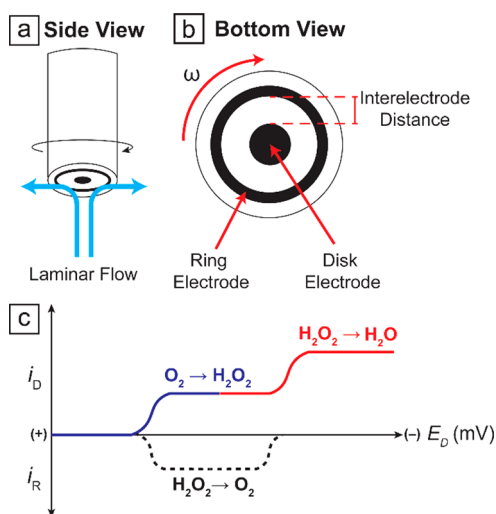 a Side View
b Bottom View
ω
Interelectrode
Distance
Laminar Flow
Ring
Electrode
Disk
Electrode
c
H₂O₂ → H₂O
O₂ → H₂O₂
i_D
(+)
(−) E_D (mV)
i_R
H₂O₂ → O₂